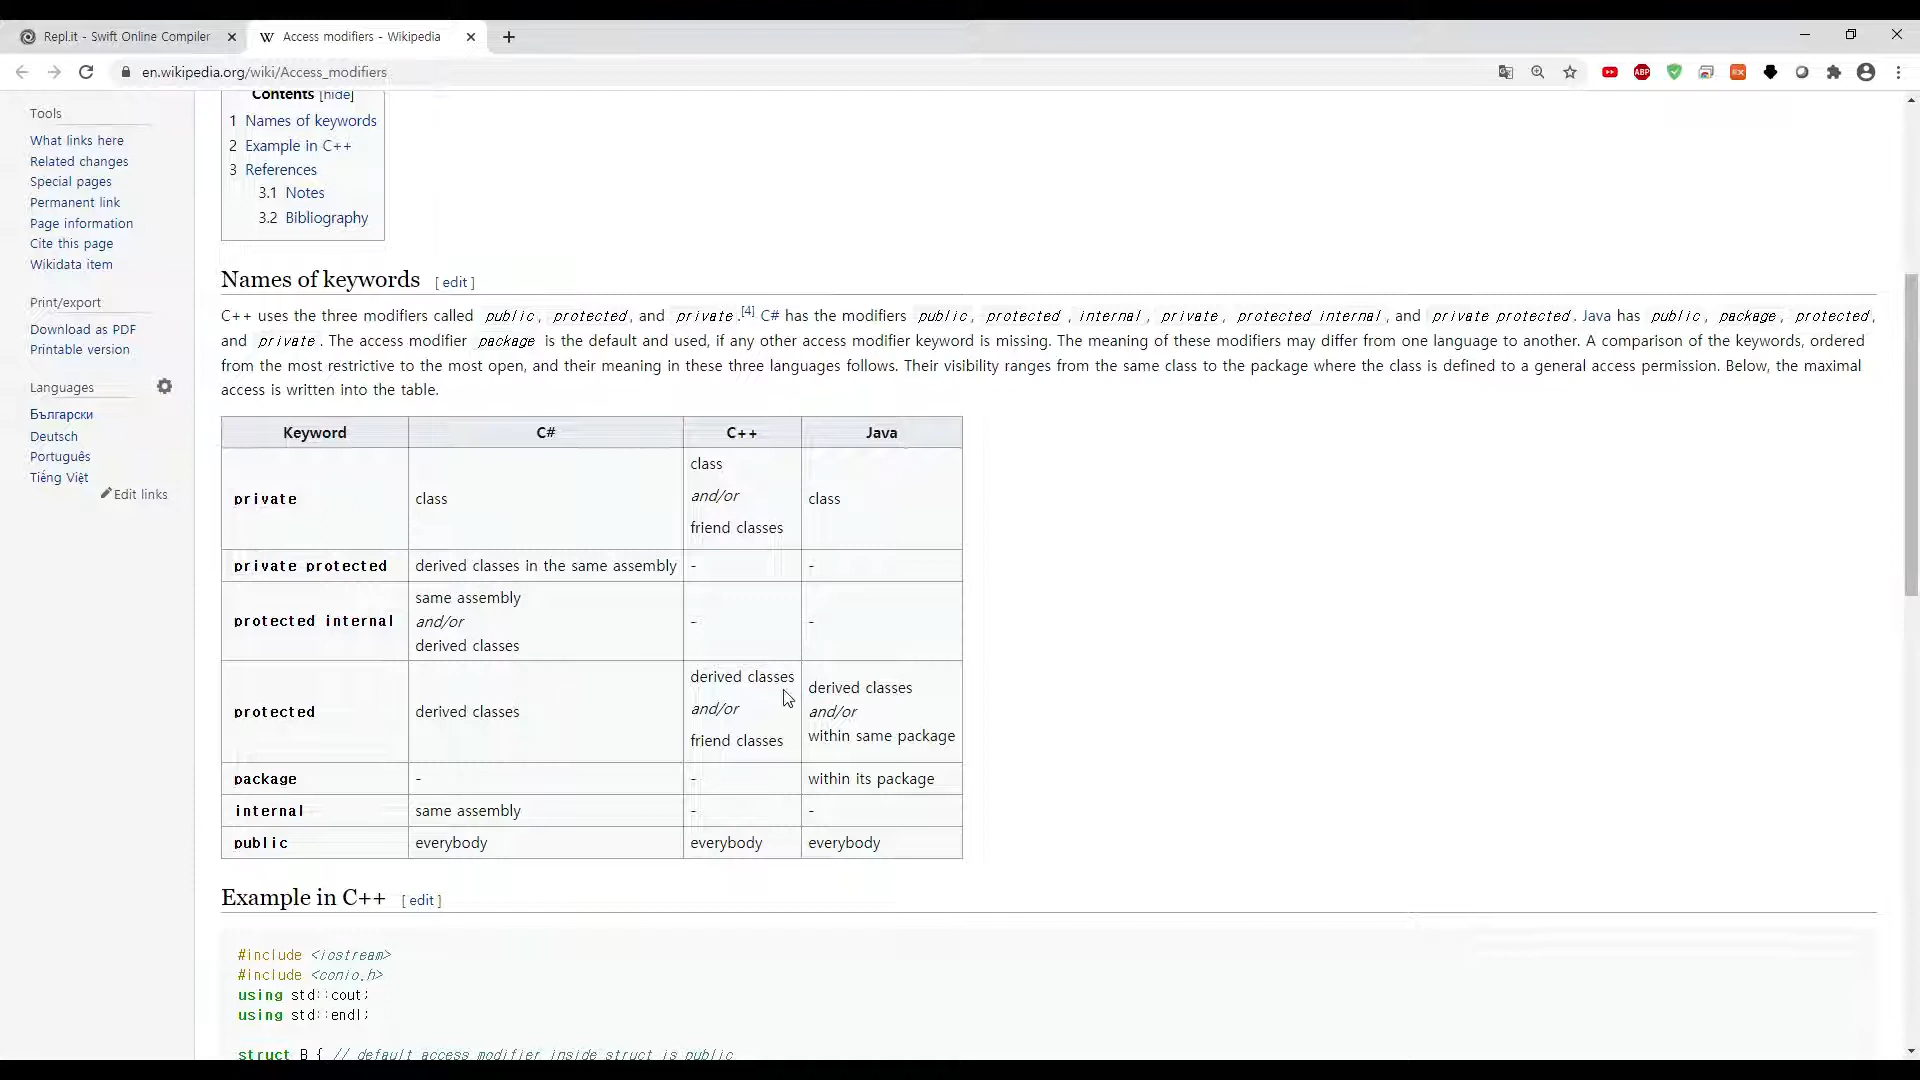 Repl.it - Swift Online Compiler
Access modifiers - Wikipedia
en.wikipedia.org/wiki/Access_modifiers
Tools
What links here
Related changes
Special pages
Permanent link
Page information
Cite this page
Wikidata item
Print/export
Download as PDF
Printable version
Languages
Български
Deutsch
Português
Tiếng Việt
Edit links
Contents [hide]
1 Names of keywords
2 Example in C++
3 References
3.1 Notes
3.2 Bibliography
Names of keywords [ edit ]
C++ uses the three modifiers called public, protected, and private.[4] C# has the modifiers public, protected , internal, private, protected internal, and private protected. Java has public, package, protected,
and private. The access modifier package is the default and used, if any other access modifier keyword is missing. The meaning of these modifiers may differ from one language to another. A comparison of the keywords, ordered
from the most restrictive to the most open, and their meaning in these three languages follows. Their visibility ranges from the same class to the package where the class is defined to a general access permission. Below, the maximal
access is written into the table.
Keyword C# C++ Java
private class class and/or friend classes class
private protected derived classes in the same assembly - -
protected internal same assembly and/or derived classes - -
protected derived classes derived classes and/or friend classes derived classes and/or within same package
package - - within its package
internal same assembly - -
public everybody everybody everybody
Example in C++ [ edit ]
#include <iostream>
#include <conio.h>
using std::cout;
using std::endl;
struct B { // default access modifier inside struct is public